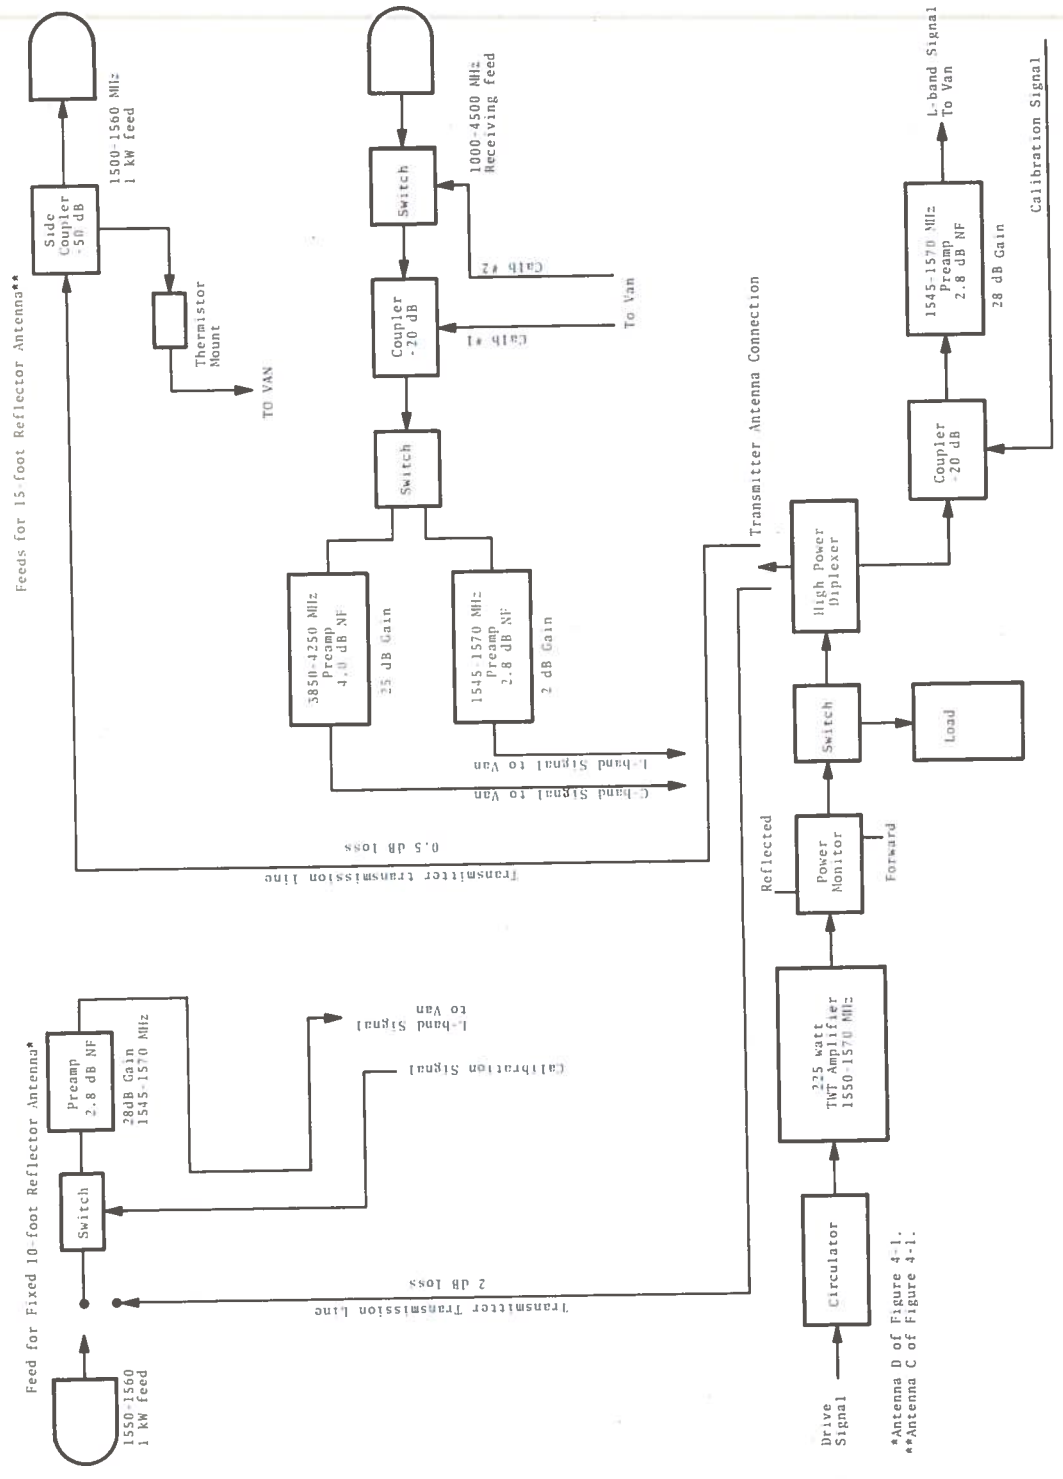 Feed for Fixed 10-foot Reflector Antenna*
1550-1560
1 kW feed
Switch
Preamp
2.8 dB NF
28dB Gain
1545-1570 MHz
L-band Signal
to Van
Calibration Signal
Transmitter Transmission Line
2 dB loss
Feeds for 15-foot Reflector Antenna**
Side
Coupler
-50 dB
1500-1560 MHz
1 kW feed
Thermistor
Mount
TO VAN
1000-4500 MHz
Receiving feed
Switch
Coupler
-20 dB
Calb #2
Calb #1
To Van
Switch
3850-4250 MHz
Preamp
4.0 dB NF
25 dB Gain
1545-1570 MHz
Preamp
2.8 dB NF
2 dB Gain
L-band Signal to Van
C-band Signal to Van
Transmitter transmission line
0.5 dB loss
Transmitter Antenna Connection
Drive
Signal
Circulator
225 watt
TWT Amplifier
1550-1570 MHz
Reflected
Power
Monitor
Forward
Switch
Load
High Power
Diplexer
Coupler
-20 dB
1545-1570 MHz
Preamp
2.8 dB NF
28 dB Gain
L-band Signal
To Van
Calibration Signal
*Antenna D of Figure 4-1.
**Antenna C of Figure 4-1.